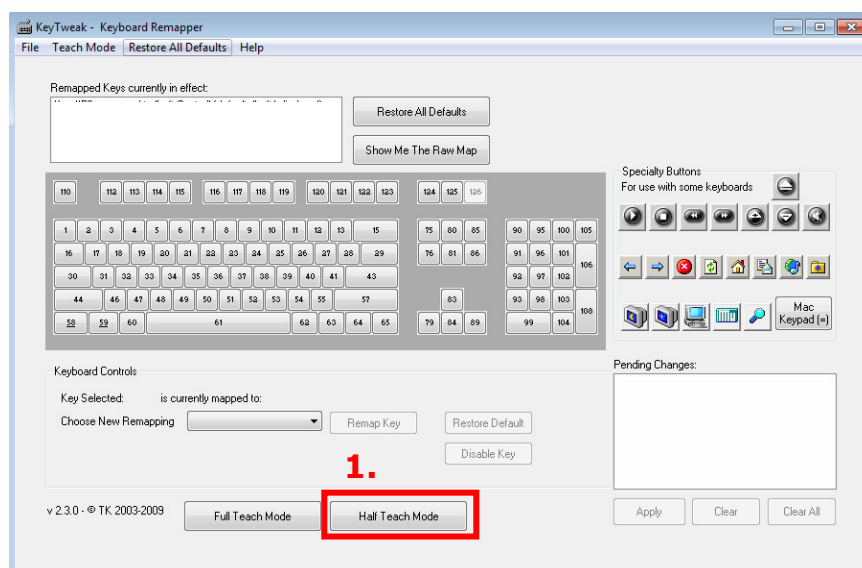 KeyTweak - Keyboard Remapper
File Teach Mode Restore All Defaults Help
Remapped Keys currently in effect:
Restore All Defaults
Show Me The Raw Map
Specialty Buttons
For use with some keyboards
110 112 113 114 115 116 117 118 119 120 121 122 123 124 125 126
1 2 3 4 5 6 7 8 9 10 11 12 13 15 75 80 85 90 95 100 105
16 17 18 19 20 21 22 23 24 25 26 27 28 29 76 81 86 91 96 101
106
30 31 32 33 34 35 36 37 38 39 40 41 43 92 97 102
44 46 47 48 49 50 51 52 53 54 55 57 83 93 98 103
108
58 59 60 61 62 63 64 65 79 84 89 99 104
Mac
Keypad (=)
Keyboard Controls
Key Selected: is currently mapped to:
Choose New Remapping
Remap Key
Restore Default
Disable Key
Pending Changes:
1.
v 2.3.0 - © TK 2003-2009
Full Teach Mode
Half Teach Mode
Apply
Clear
Clear All